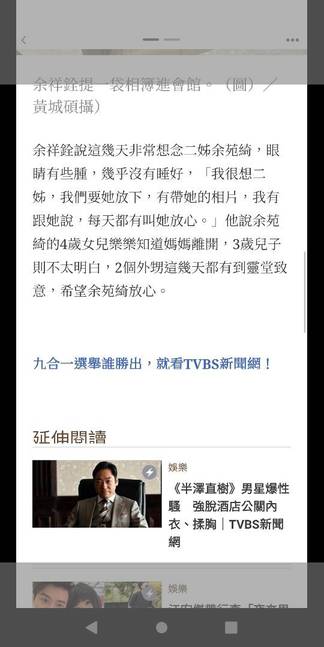 余祥銓提一袋相簿進會館。（圖）／
黃城碩攝）
余祥銓說這幾天非常想念二姊余苑綺，眼
睛有些腫，幾乎沒有睡好，「我很想二
姊，我們要她放下，有帶她的相片，我有
跟她說，每天都有叫她放心。」他說余苑
綺的4歲女兒樂樂知道媽媽離開，3歲兒子
則不太明白，2個外甥這幾天都有到靈堂致
意，希望余苑綺放心。
九合一選舉誰勝出，就看TVBS新聞網！
延伸閱讀
娛樂
《半澤直樹》男星爆性
騷　強脫酒店公關內
衣、揉胸｜TVBS新聞
網
娛樂